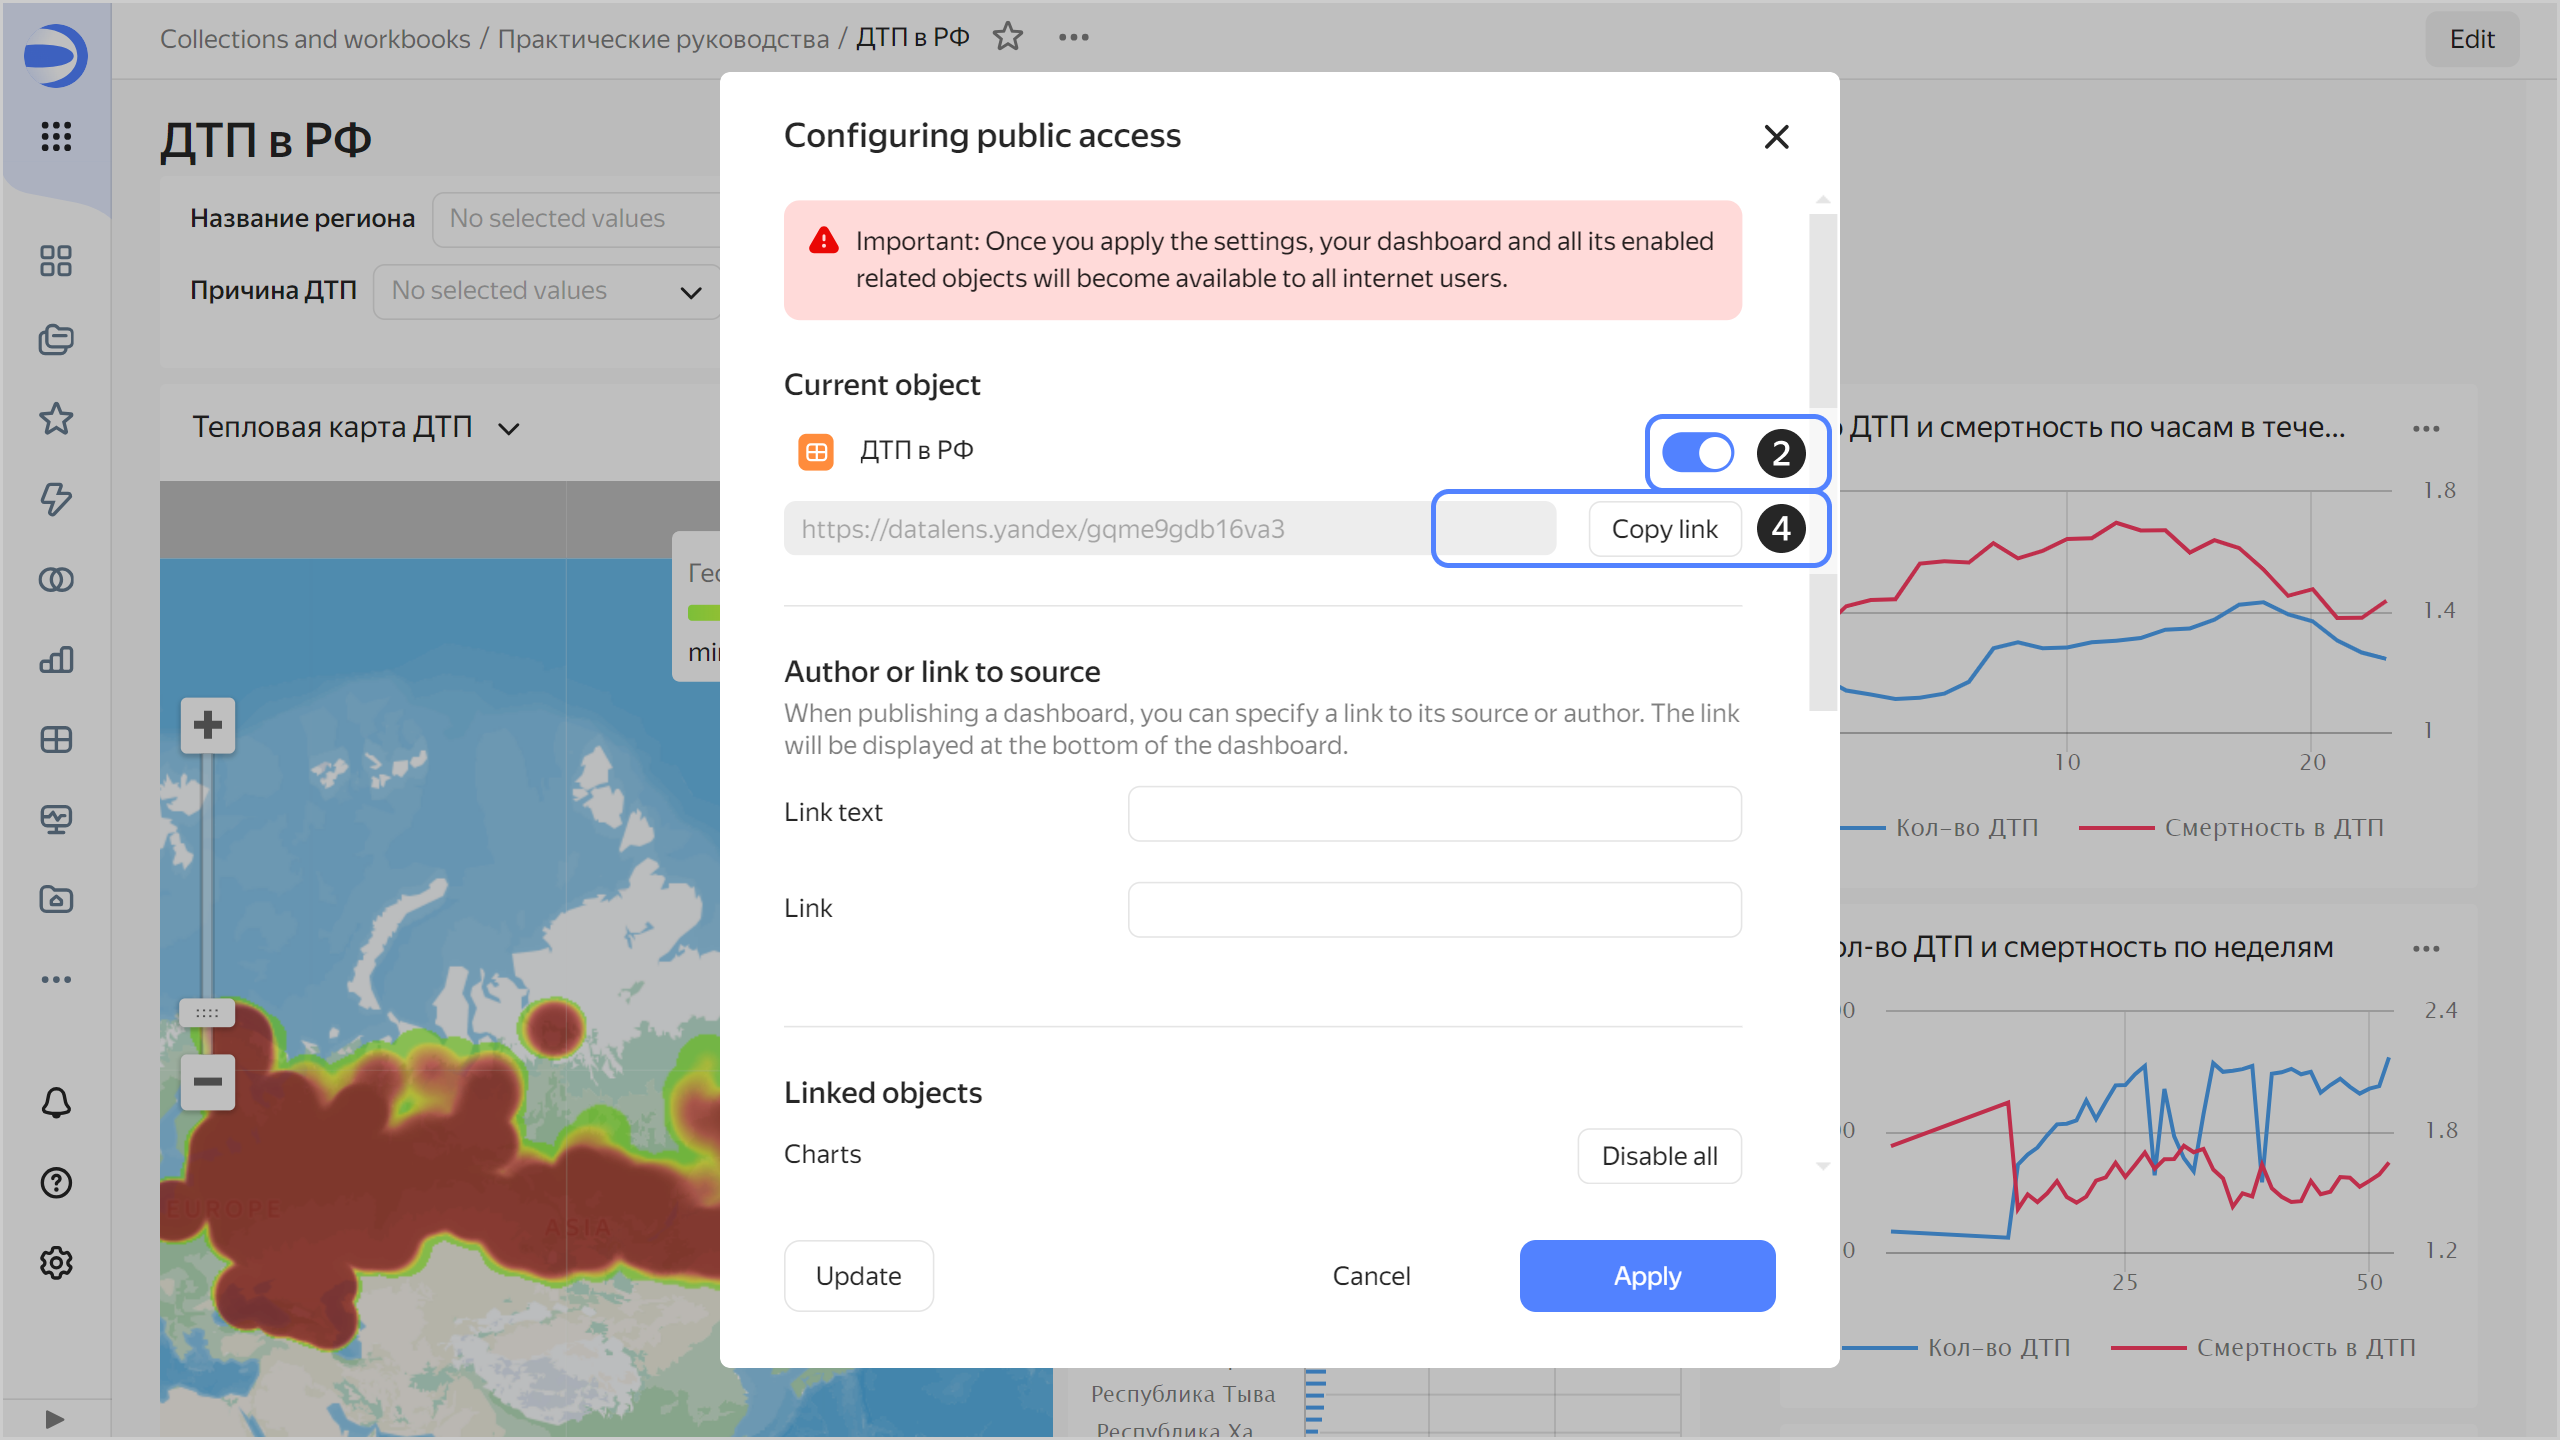 Collections and workbooks / Практические руководства / ДТП в РФ
Edit
ДТП в РФ
Название региона No selected values
Причина ДТП No selected values
Тепловая карта ДТП
min
EUROPE
ASIA
Configuring public access
Important: Once you apply the settings, your dashboard and all its enabled
related objects will become available to all internet users.
Current object
ДТП в РФ
2
https://datalens.yandex/gqme9gdb16va3
Copy link
4
Author or link to source
When publishing a dashboard, you can specify a link to its source or author. The link
will be displayed at the bottom of the dashboard.
Link text
Link
Linked objects
Charts
Disable all
Update
Cancel
Apply
ДТП и смертность по часам в тече...
1.8
1.4
1
10 20
Кол-во ДТП Смертность в ДТП
ол-во ДТП и смертность по неделям
0 2.4
0 1.8
0 1.2
25 50
Кол-во ДТП Смертность в ДТП
Республика Тыва
Республика Ха